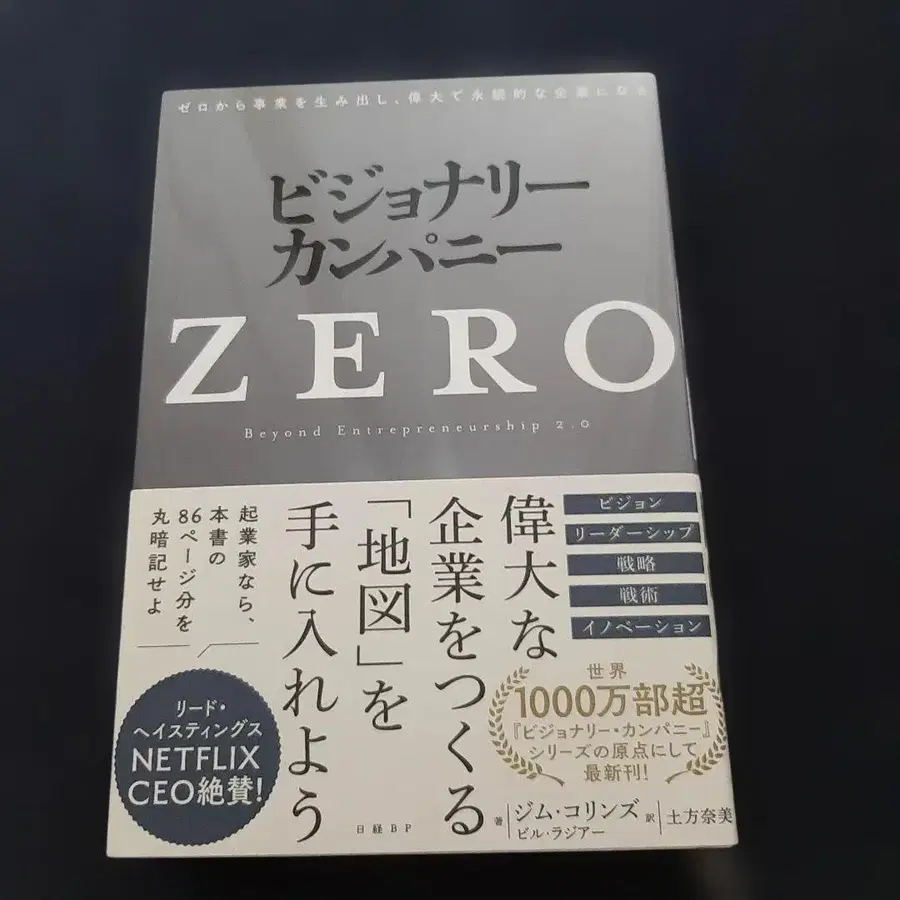 ゼロから事業を生み出し、偉大で永続的な企業になる
ビジョナリー
カンパニー
ZERO
Beyond Entrepreneurship 2.0
ビジョン
リーダーシップ
戦略
戦術
イノベーション
偉大な
企業をつくる
「地図」を
手に入れよう
起業家なら、
本書の
86ページ分を
丸暗記せよ
リード・
ヘイスティングス
NETFLIX
CEO絶賛!
世界
1000万部超
『ビジョナリー・カンパニー』
シリーズの原点にして
最新刊!
日経BP
著 ジム・コリンズ
ビル・ラジアー
訳 土方奈美